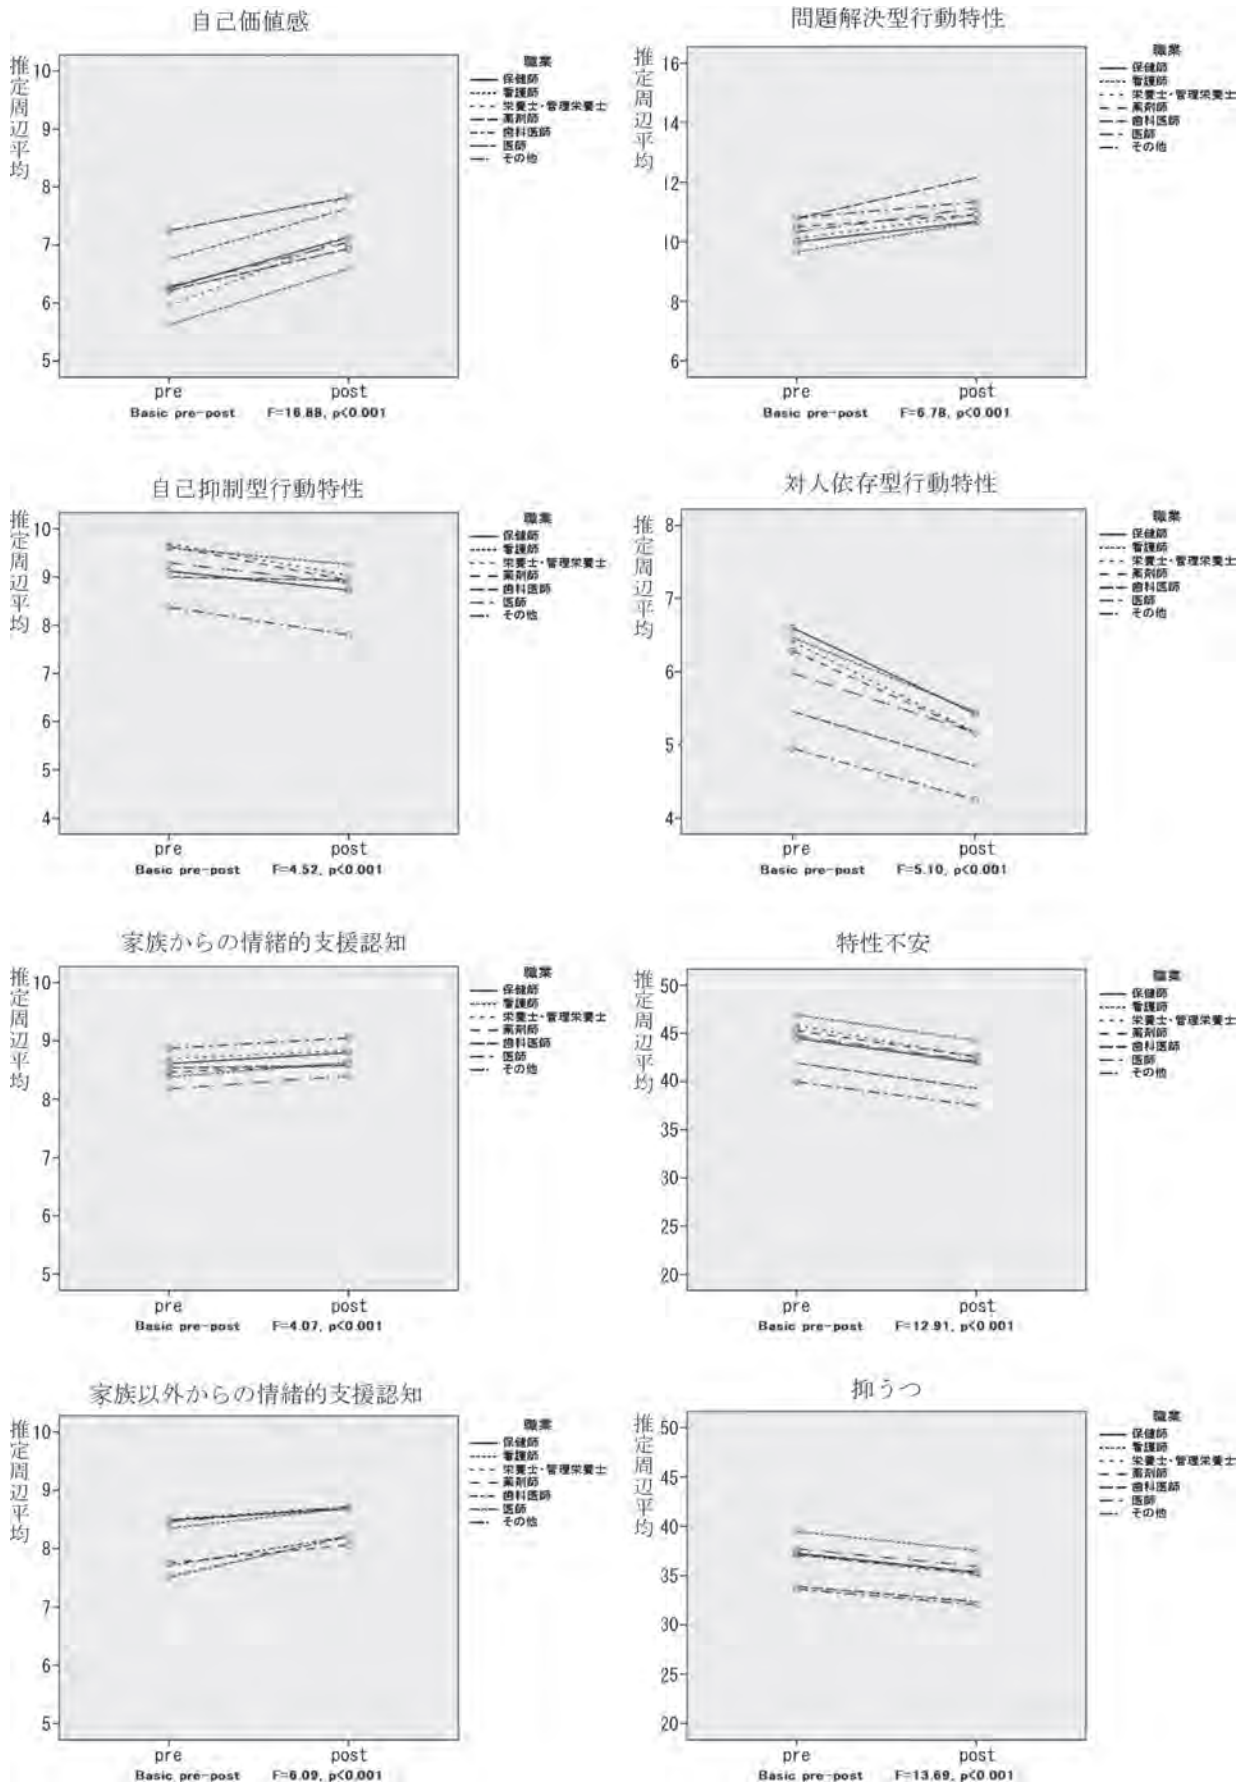 自己価値感
推定周辺平均
10
9
8
7
6
5
pre
post
Basic pre-post F=16.88, p<0.001
職業
保健師
看護師
栄養士・管理栄養士
薬剤師
歯科医師
医師
その他
問題解決型行動特性
推定周辺平均
16
14
12
10
8
6
pre
post
Basic pre-post F=6.78, p<0.001
職業
保健師
看護師
栄養士・管理栄養士
薬剤師
歯科医師
医師
その他
自己抑制型行動特性
推定周辺平均
10
9
8
7
6
5
4
pre
post
Basic pre-post F=4.52, p<0.001
職業
保健師
看護師
栄養士・管理栄養士
薬剤師
歯科医師
医師
その他
対人依存型行動特性
推定周辺平均
8
7
6
5
4
pre
post
Basic pre-post F=5.10, p<0.001
職業
保健師
看護師
栄養士・管理栄養士
薬剤師
歯科医師
医師
その他
家族からの情緒的支援認知
推定周辺平均
10
9
8
7
6
5
pre
post
Basic pre-post F=4.07, p<0.001
職業
保健師
看護師
栄養士・管理栄養士
薬剤師
歯科医師
医師
その他
特性不安
推定周辺平均
50
45
40
35
30
25
20
pre
post
Basic pre-post F=12.91, p<0.001
職業
保健師
看護師
栄養士・管理栄養士
薬剤師
歯科医師
医師
その他
家族以外からの情緒的支援認知
推定周辺平均
10
9
8
7
6
5
pre
post
Basic pre-post F=6.09, p<0.001
職業
保健師
看護師
栄養士・管理栄養士
薬剤師
歯科医師
医師
その他
抑うつ
推定周辺平均
50
45
40
35
30
25
20
pre
post
Basic pre-post F=13.69, p<0.001
職業
保健師
看護師
栄養士・管理栄養士
薬剤師
歯科医師
医師
その他